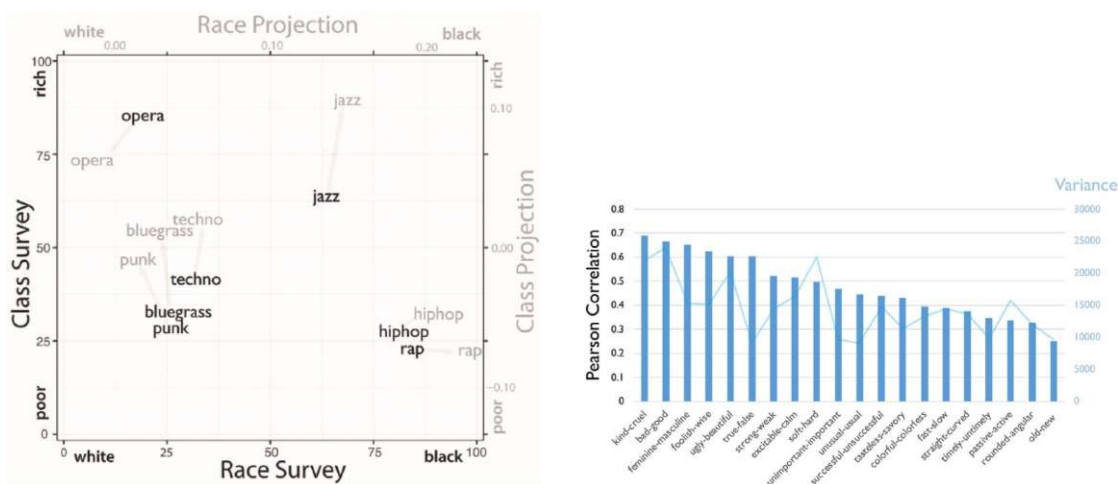 Race Projection
white
black
0.00
0.10
0.20
100
75
50
25
0
rich
poor
Class Survey
opera
opera
jazz
jazz
techno
bluegrass
punk
techno
bluegrass
punk
hiphop
hiphop
rap
rap
rich
0.10
0.00
−0.10
poor
Class Projection
0
25
50
75
100
white
black
Race Survey
Variance
0.8
0.7
0.6
0.5
0.4
0.3
0.2
0.1
0
Pearson Correlation
30000
25000
20000
15000
10000
5000
0
kind-cruel
bad-good
feminine-masculine
foolish-wise
ugly-beautiful
true-false
strong-weak
excitable-calm
soft-hard
unimportant-important
unusual-usual
successful-unsuccessful
tasteless-savory
colorful-colorless
fast-slow
straight-curved
timely-untimely
passive-active
rounded-angular
old-new